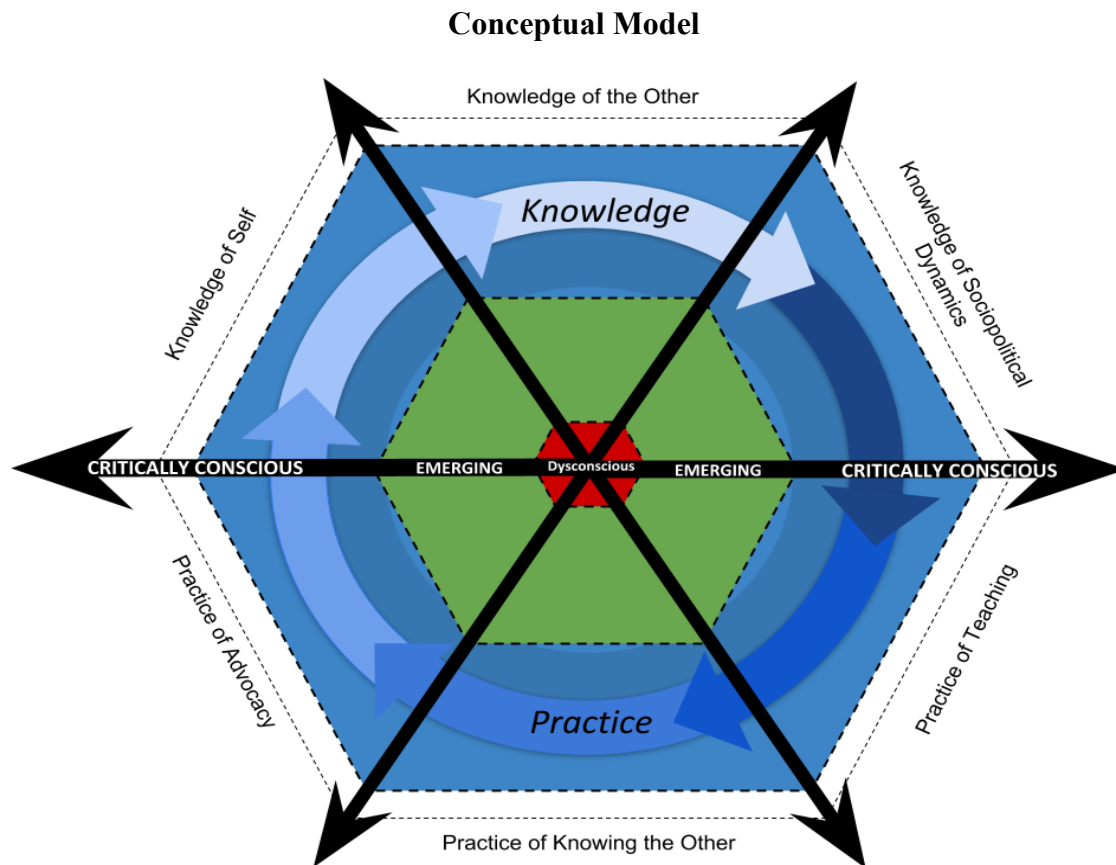 Conceptual Model
Knowledge of the Other
Knowledge of Self
Knowledge
Knowledge of Sociopolitical
Dynamics
CRITICALLY CONSCIOUS
EMERGING
Dysconscious
EMERGING
CRITICALLY CONSCIOUS
Practice of Advocacy
Practice
Practice of Teaching
Practice of Knowing the Other